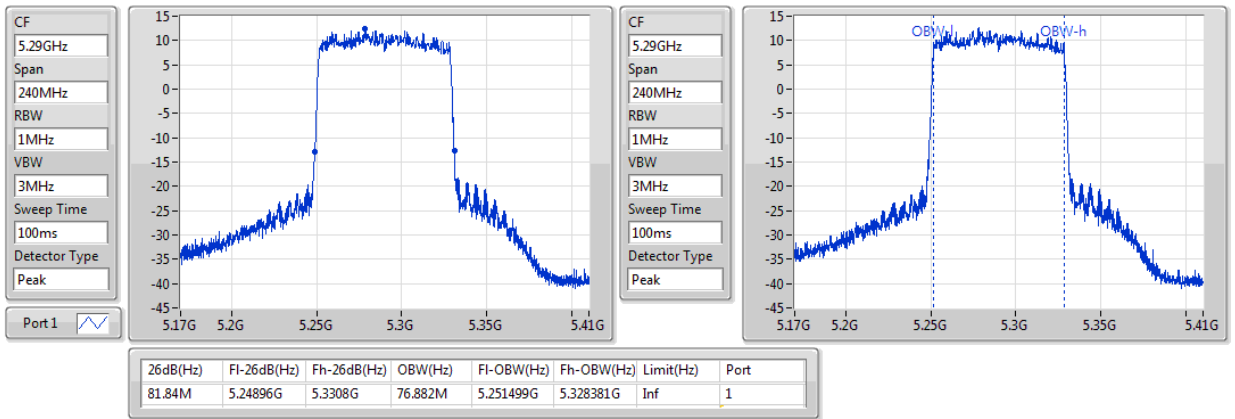 CF
5.29GHz
Span
240MHz
RBW
1MHz
VBW
3MHz
Sweep Time
100ms
Detector Type
Peak
Port 1
15
10
5
0
-5
-10
-15
-20
-25
-30
-35
-40
-45
5.17G 5.2G 5.25G 5.3G 5.35G 5.41G
CF
5.29GHz
Span
240MHz
RBW
1MHz
VBW
3MHz
Sweep Time
100ms
Detector Type
Peak
15
10
5
0
-5
-10
-15
-20
-25
-30
-35
-40
-45
OBW-l OBW-h
5.17G 5.2G 5.25G 5.3G 5.35G 5.41G
26dB(Hz) Fl-26dB(Hz) Fh-26dB(Hz) OBW(Hz) Fl-OBW(Hz) Fh-OBW(Hz) Limit(Hz) Port
81.84M 5.24896G 5.3308G 76.882M 5.251499G 5.328381G Inf 1